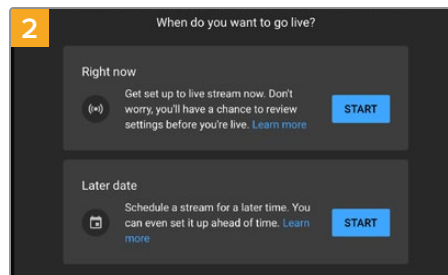 2
When do you want to go live?
Right now
Get set up to live stream now. Don't
worry, you'll have a chance to review
settings before you're live. Learn more
START
Later date
Schedule a stream for a later time. You
can even set it up ahead of time. Learn
more
START